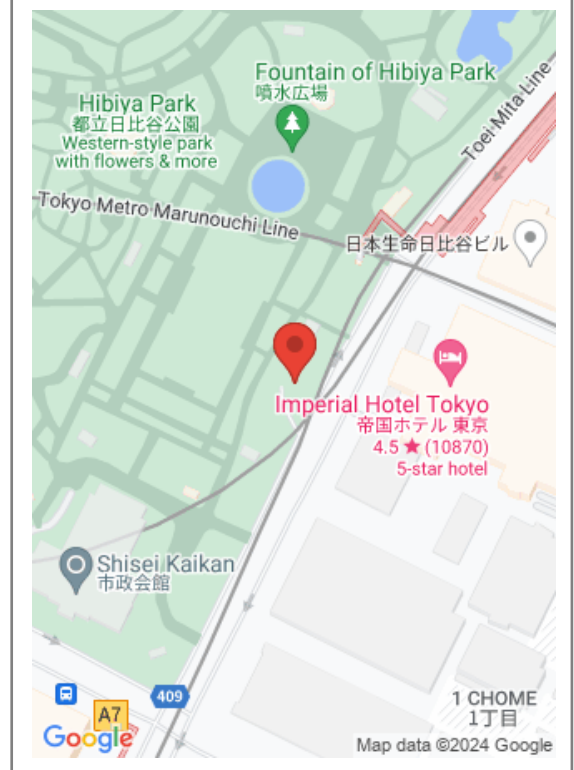 Fountain of Hibiya Park
噴水広場
Hibiya Park
都立日比谷公園
Western-style park
with flowers & more
Toei-Mita-Line
Tokyo Metro Marunouchi Line
日本生命日比谷ビル
Imperial Hotel Tokyo
帝国ホテル 東京
4.5 ★ (10870)
5-star hotel
Shisei Kaikan
市政会館
409
A7
1 CHOME
1丁目
Google
Map data ©2024 Google